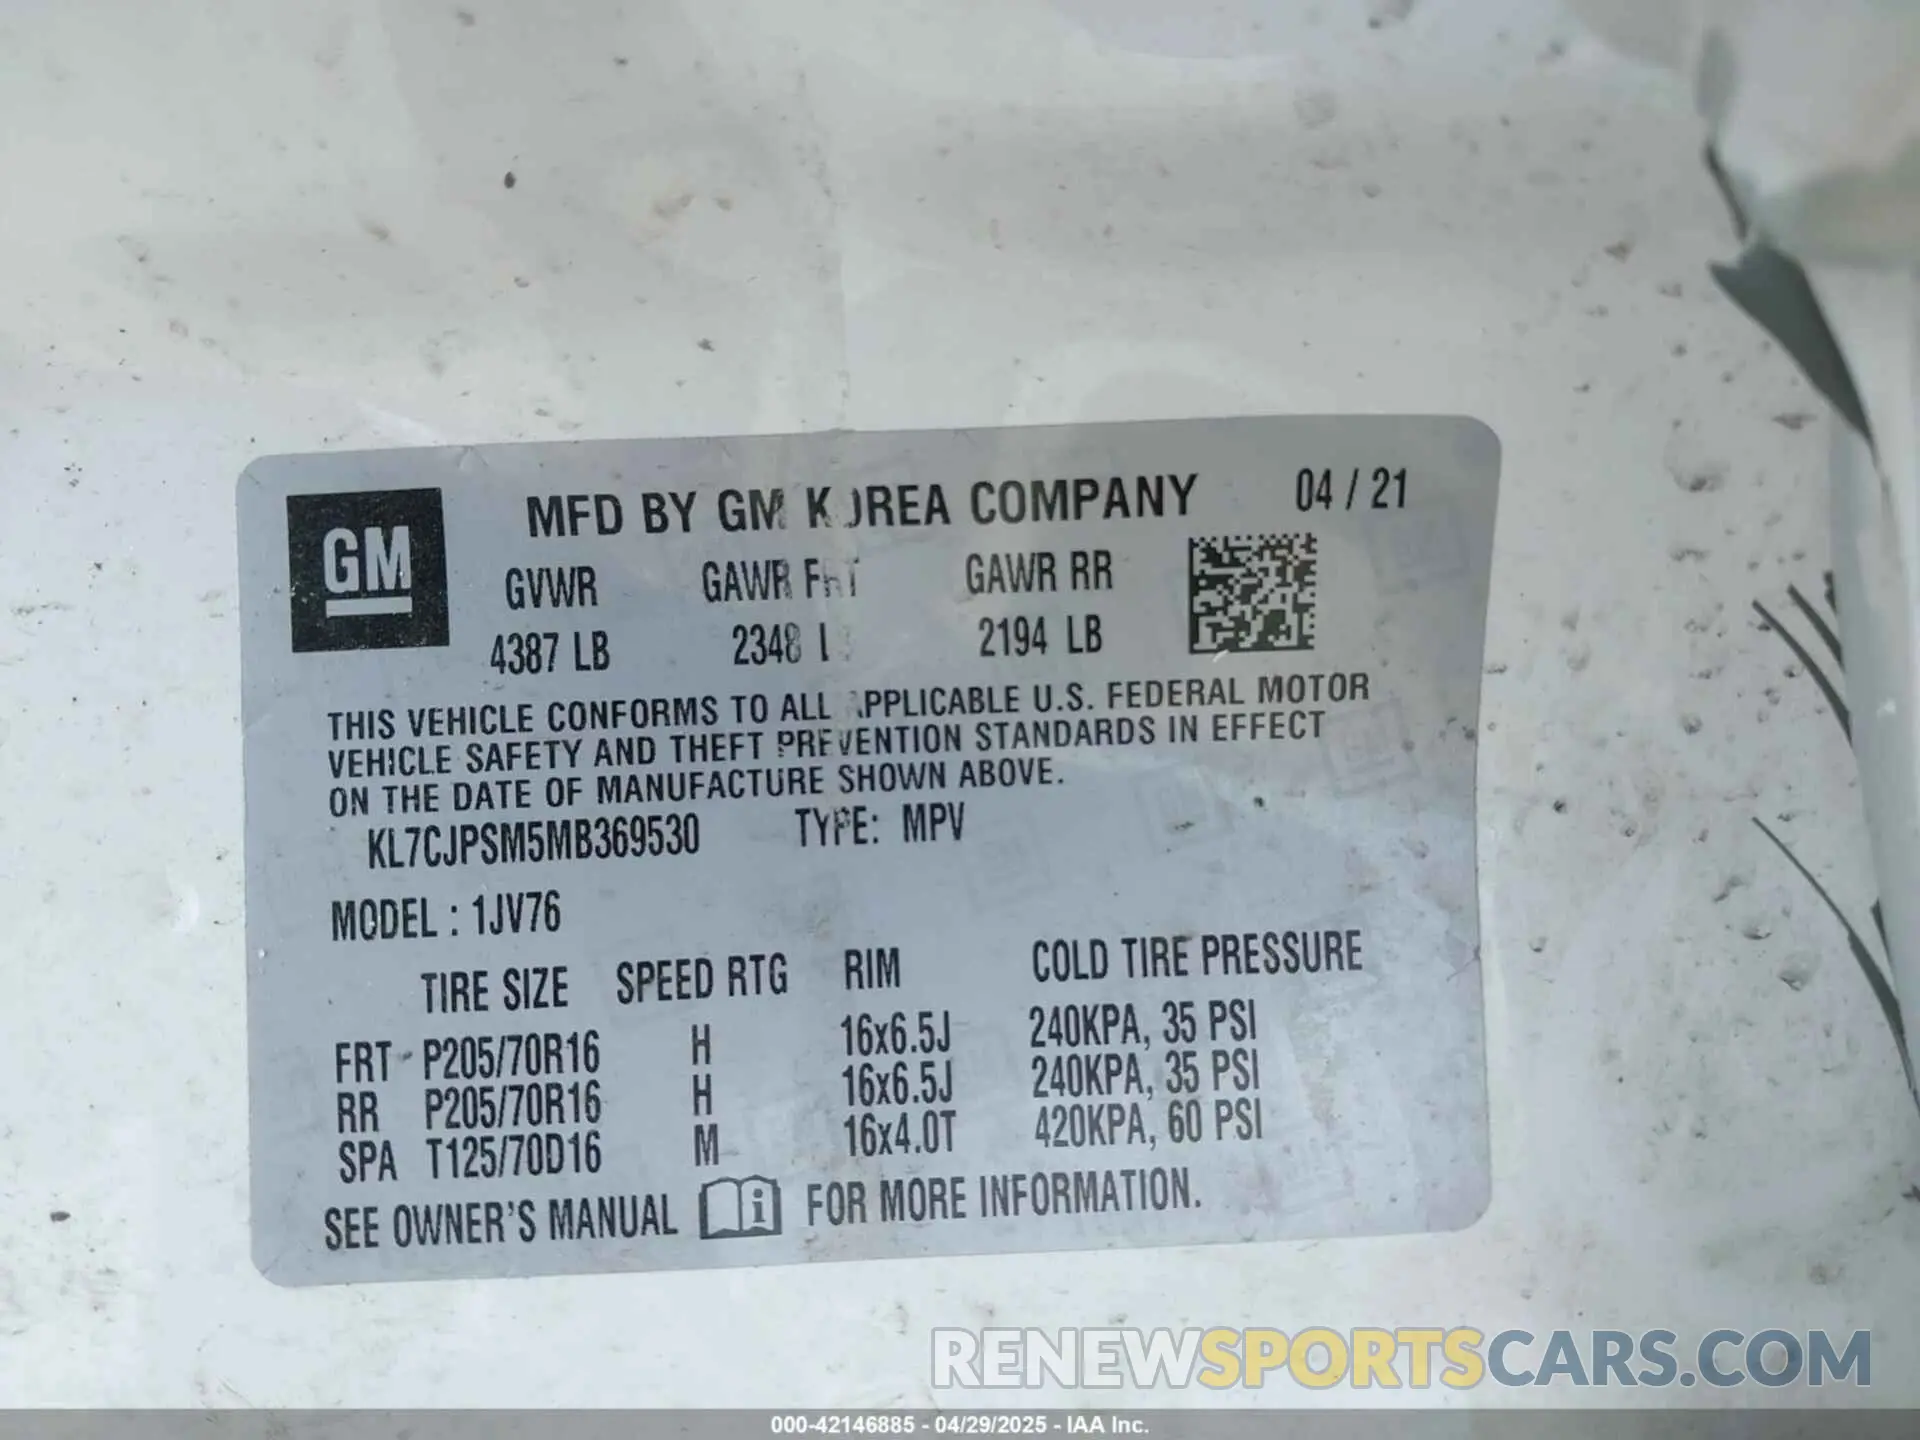 GM
MFD BY GM KOREA COMPANY 04 / 21
GVWR GAWR FRT GAWR RR
4387 LB 2348 LB 2194 LB
THIS VEHICLE CONFORMS TO ALL APPLICABLE U.S. FEDERAL MOTOR
VEHICLE SAFETY AND THEFT PREVENTION STANDARDS IN EFFECT
ON THE DATE OF MANUFACTURE SHOWN ABOVE.
KL7CJPSM5MB369530 TYPE: MPV
MODEL : 1JV76
TIRE SIZE SPEED RTG RIM COLD TIRE PRESSURE
FRT P205/70R16 H 16x6.5J 240KPA, 35 PSI
RR P205/70R16 H 16x6.5J 240KPA, 35 PSI
SPA T125/70D16 M 16x4.0T 420KPA, 60 PSI
SEE OWNER'S MANUAL i FOR MORE INFORMATION.
RENEWSPORTSCARS.COM
000-42146885 - 04/29/2025 - IAA Inc.